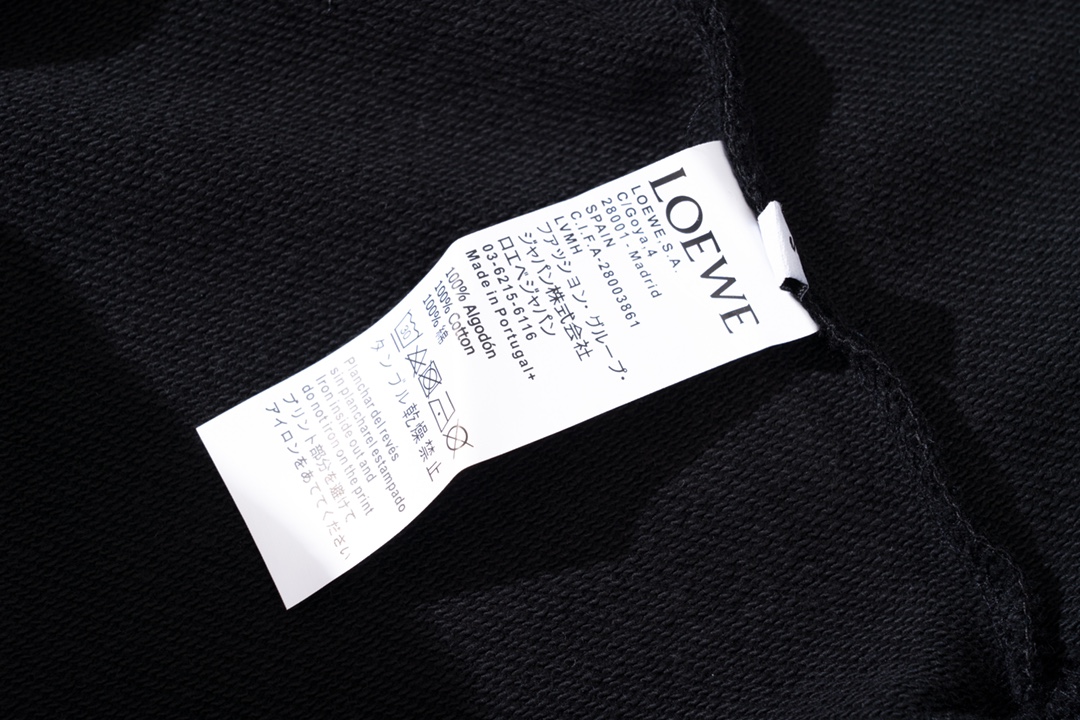 LOEWE
LOEWE.S.A.
C/Goya,4
28001-Madrid
SPAIN
C.I.F.A-28003861
LVMH
ファッション・グループ・
ジャパン株式会社
ロエベジャパン
03-6215-6116
Made in Portugal+
100% Algodón
100% Cotton
100% 綿
30
タンブル乾燥禁止
Planchar del revés
sin planchar el estampado
Iron inside out and
do not iron on the print
プリント部分を避けて
アイロンをあててください